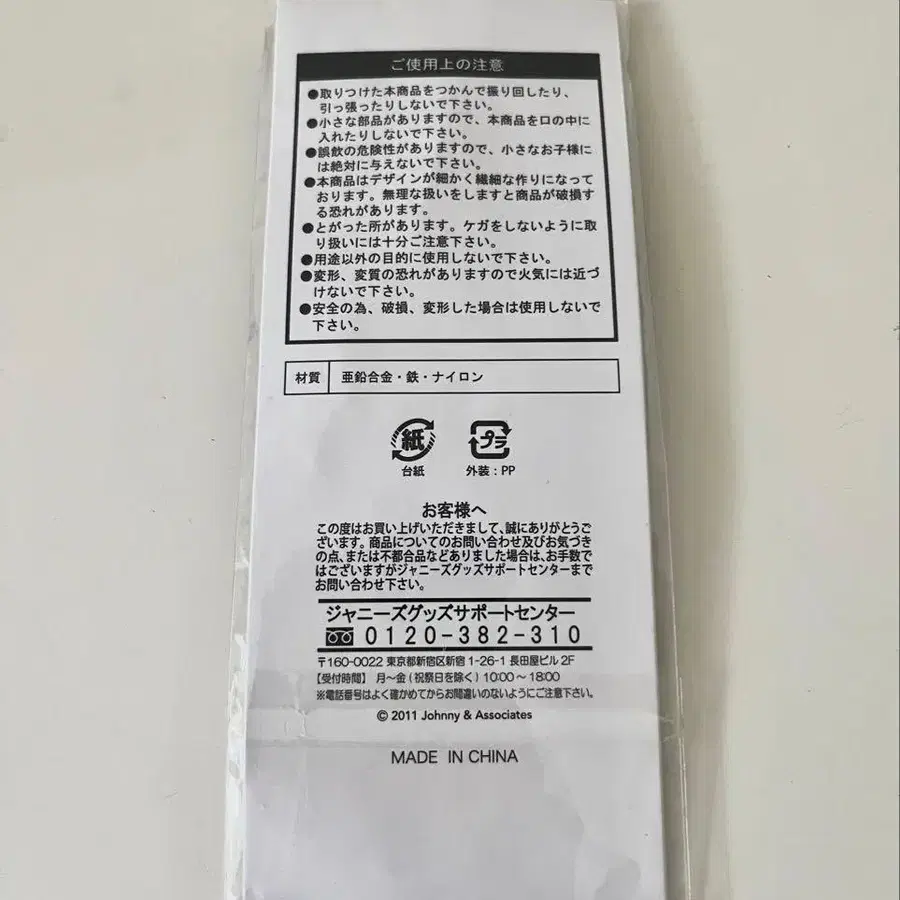 ご使用上の注意
●取りつけた本商品をつかんで振り回したり、
引っ張ったりしないで下さい。
●小さな部品がありますので、本商品を口の中に
入れたりしないで下さい。
●誤飲の危険性がありますので、小さなお子様に
は絶対に与えないで下さい。
●本商品はデザインが細かく繊細な作りになって
おります。無理な扱いをしますと商品が破損す
る恐れがあります。
●とがった所があります。ケガをしないように取
り扱いには十分ご注意下さい。
●用途以外の目的に使用しないで下さい。
●変形、変質の恐れがありますので火気には近づ
けないで下さい。
●安全の為、破損、変形した場合は使用しないで
下さい。
材質 亜鉛合金・鉄・ナイロン
紙 プラ
台紙 外装：PP
お客様へ
この度はお買い上げいただきまして、誠にありがとうご
ざいます。商品についてのお問い合わせ及びお気づき
の点、または不都合品などありました場合は、お手数で
はございますがジャニーズグッズサポートセンターまで
お問い合わせ下さい。
ジャニーズグッズサポートセンター
0120-382-310
〒160-0022 東京都新宿区新宿 1-26-1 長田屋ビル 2F
【受付時間】 月〜金 ( 祝祭日を除く ) 10:00〜18:00
※電話番号はよく確かめてからお間違いのないようにご注意下さい。
© 2011 Johnny & Associates
MADE IN CHINA